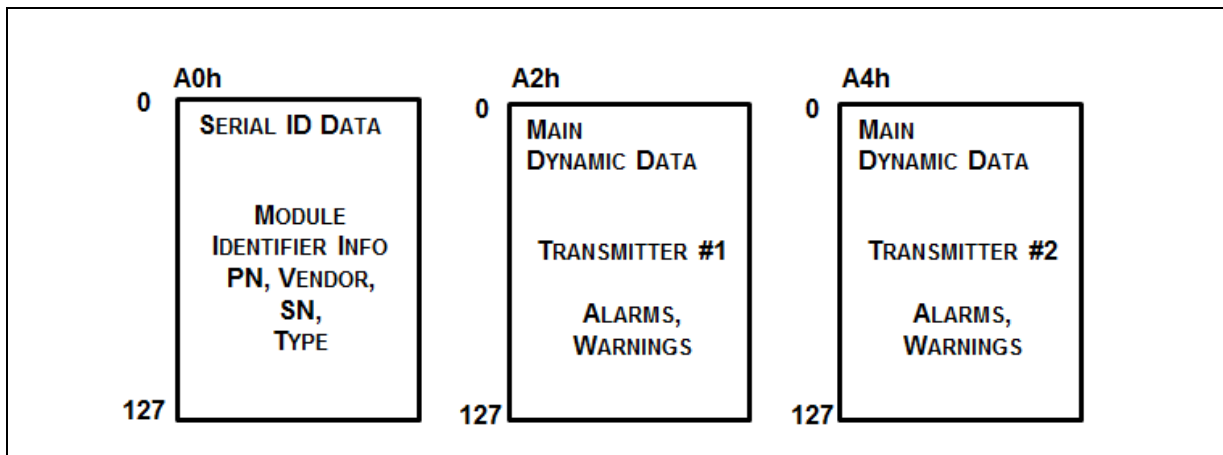 A0h
0
SERIAL ID DATA
MODULE
IDENTIFIER INFO
PN, VENDOR,
SN,
TYPE
127
A2h
0
MAIN
DYNAMIC DATA
TRANSMITTER #1
ALARMS,
WARNINGS
127
A4h
0
MAIN
DYNAMIC DATA
TRANSMITTER #2
ALARMS,
WARNINGS
127